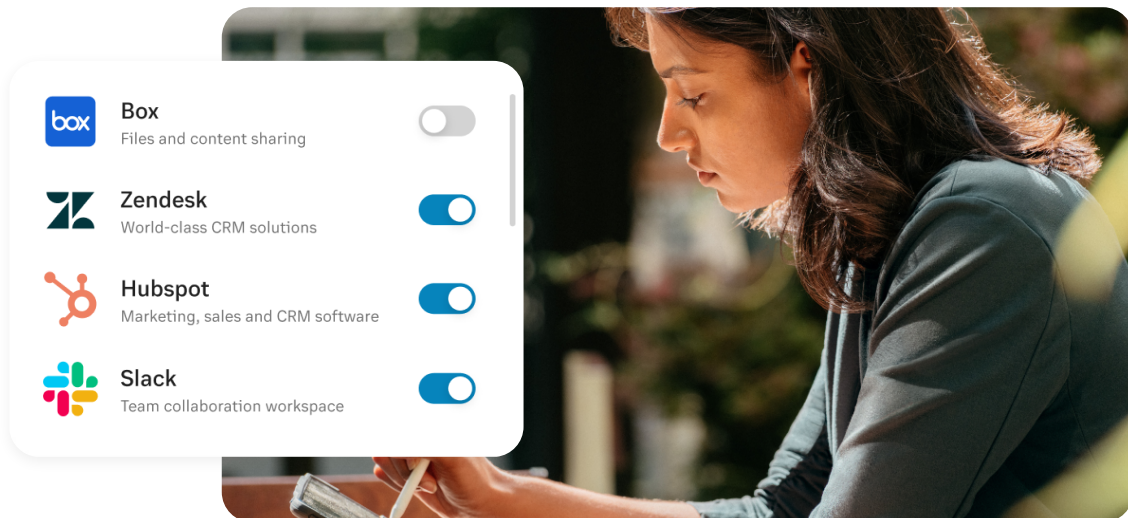 box
Box
Files and content sharing
Zendesk
World-class CRM solutions
Hubspot
Marketing, sales and CRM software
Slack
Team collaboration workspace